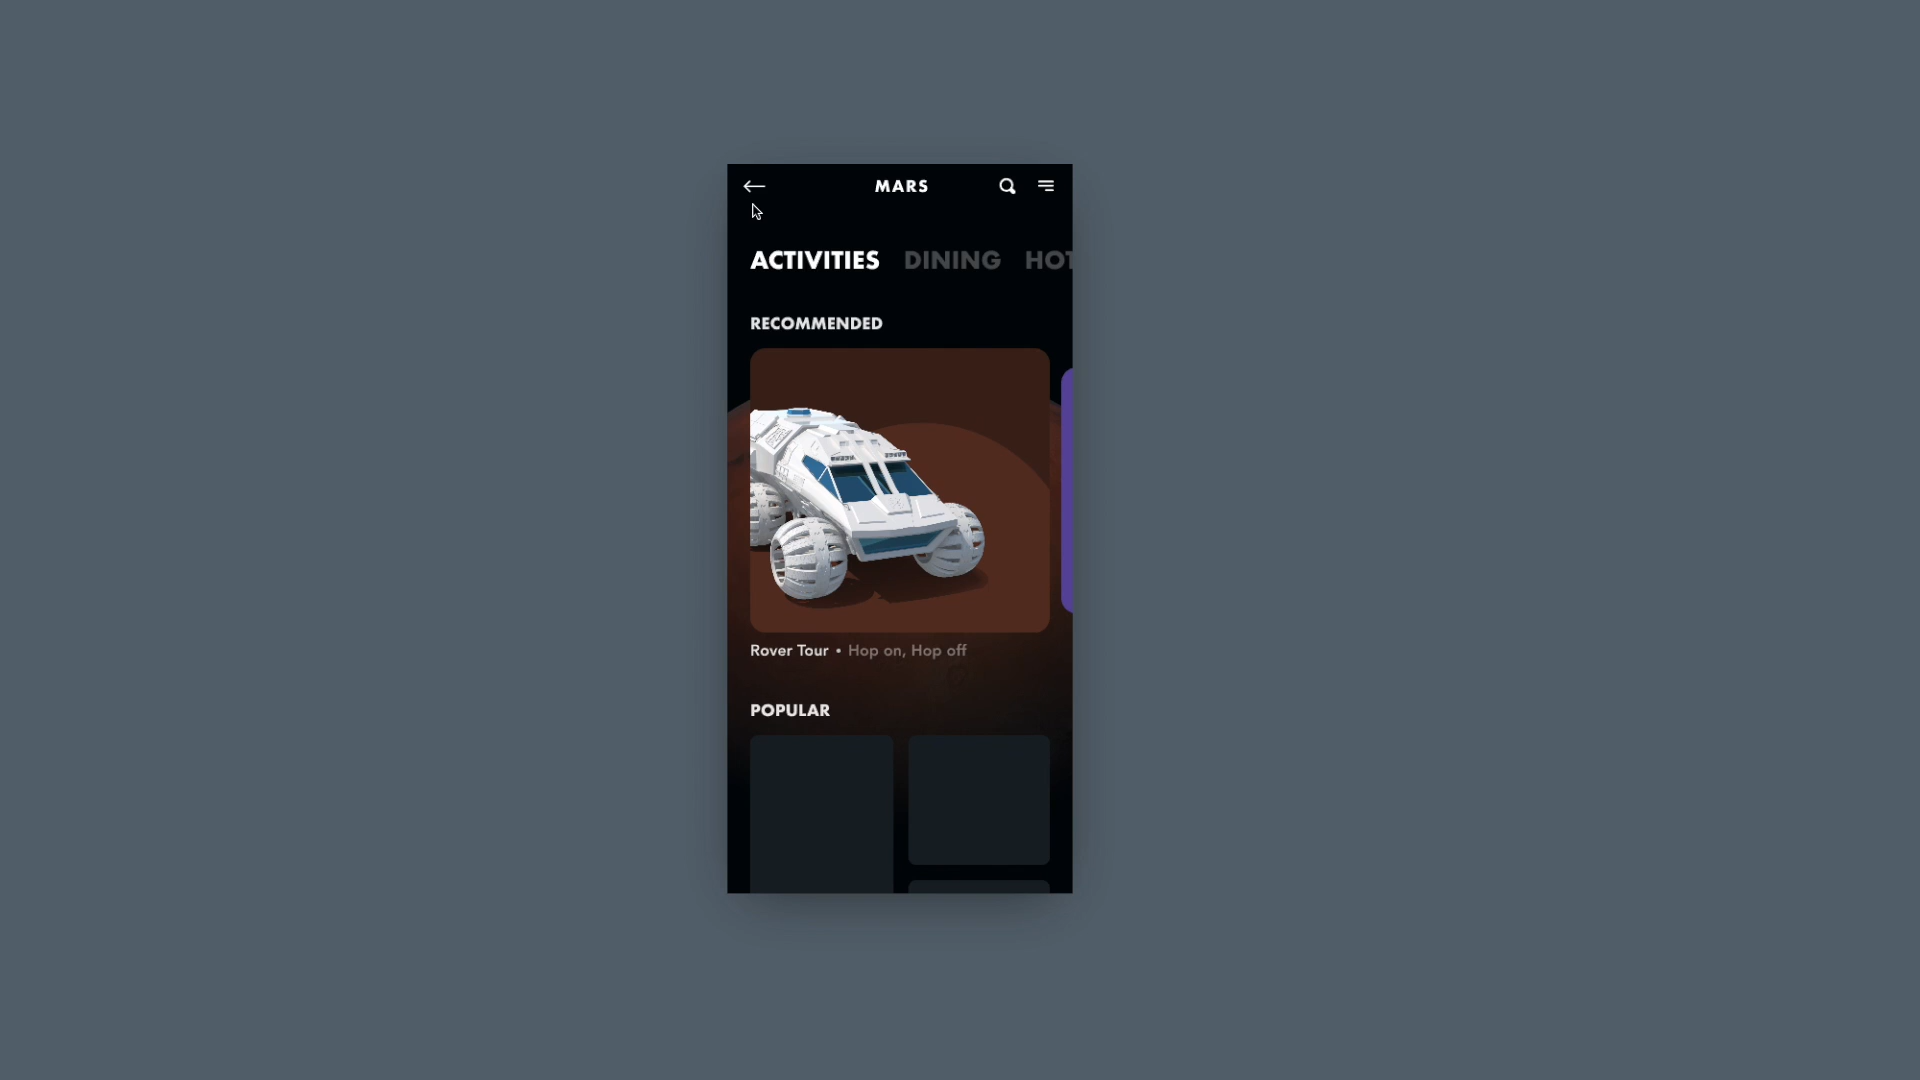 MARS
ACTIVITIES DINING HOT
RECOMMENDED
Rover Tour • Hop on, Hop off
POPULAR